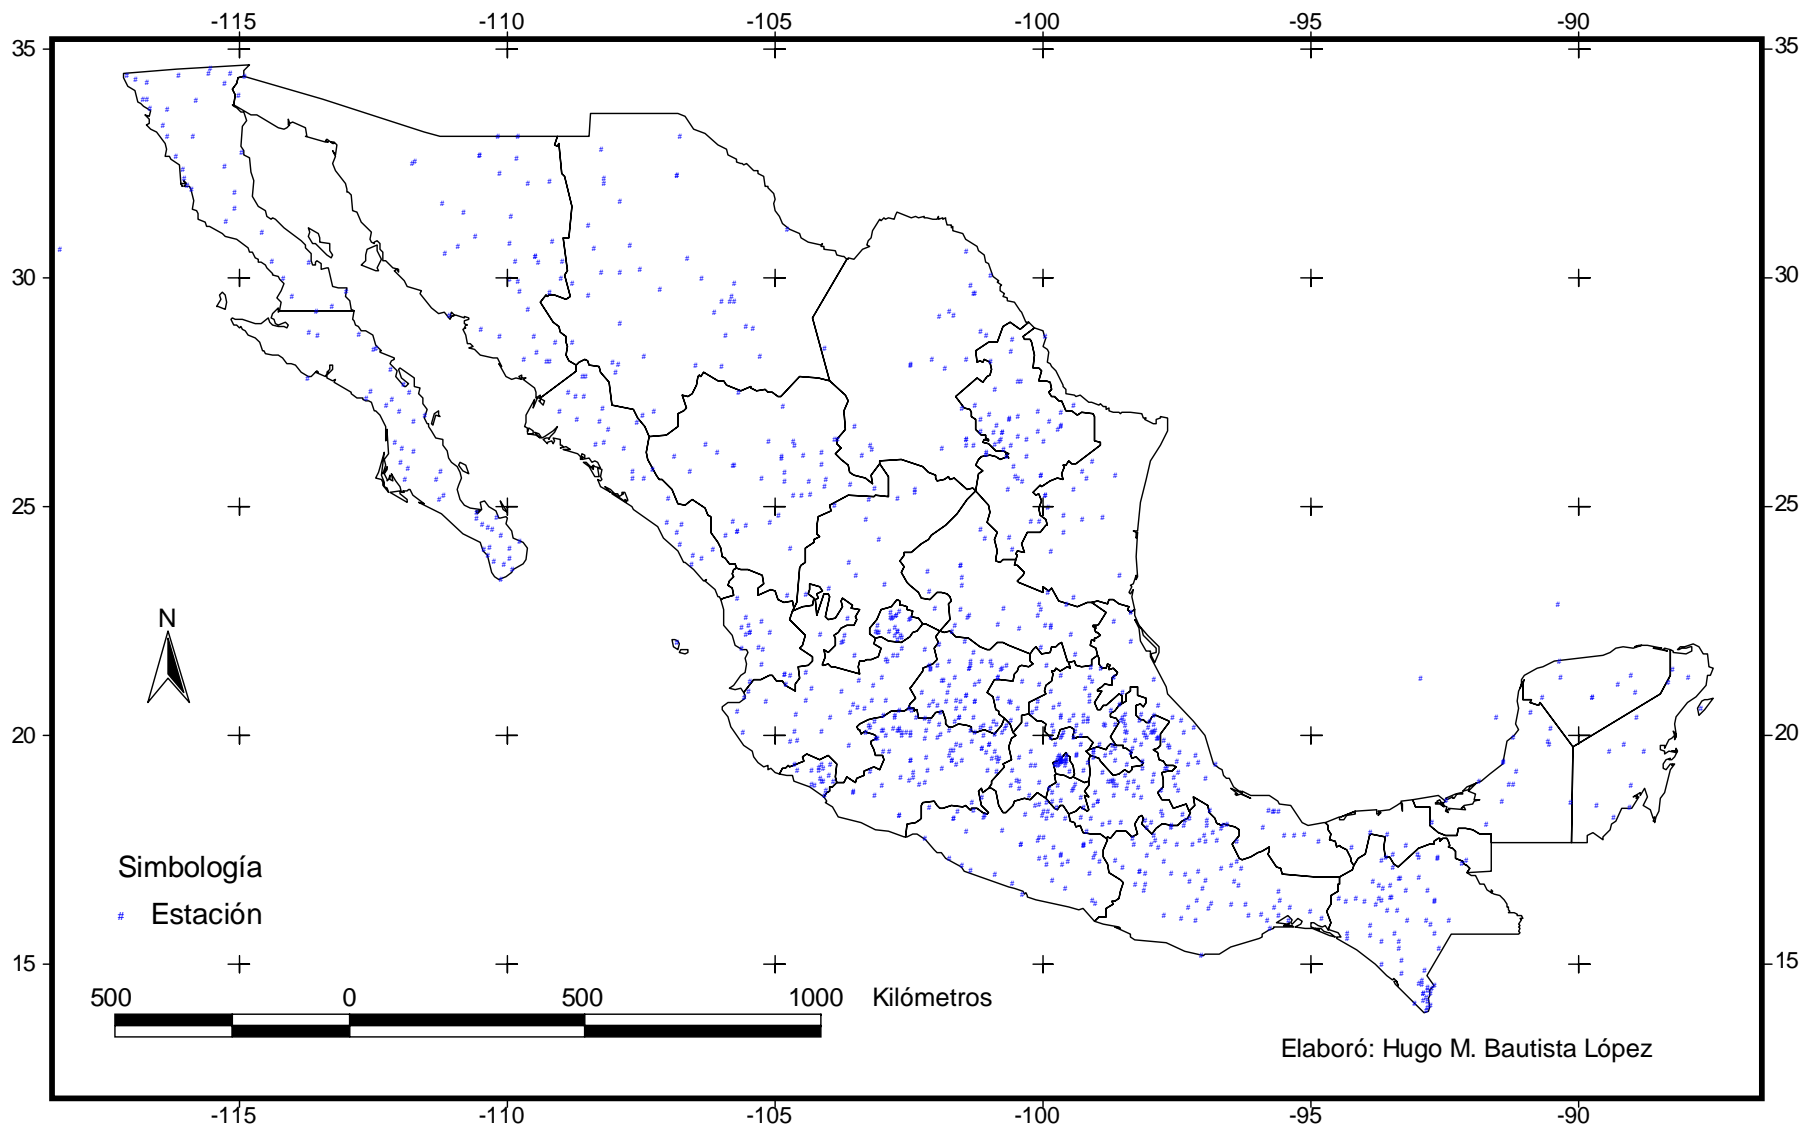 -115 -110 -105 -100 -95 -90
35 35
30 30
25 25
20 20
15 15
N
Simbología
# Estación
500 0 500 1000 Kilómetros
Elaboró: Hugo M. Bautista López
-115 -110 -105 -100 -95 -90